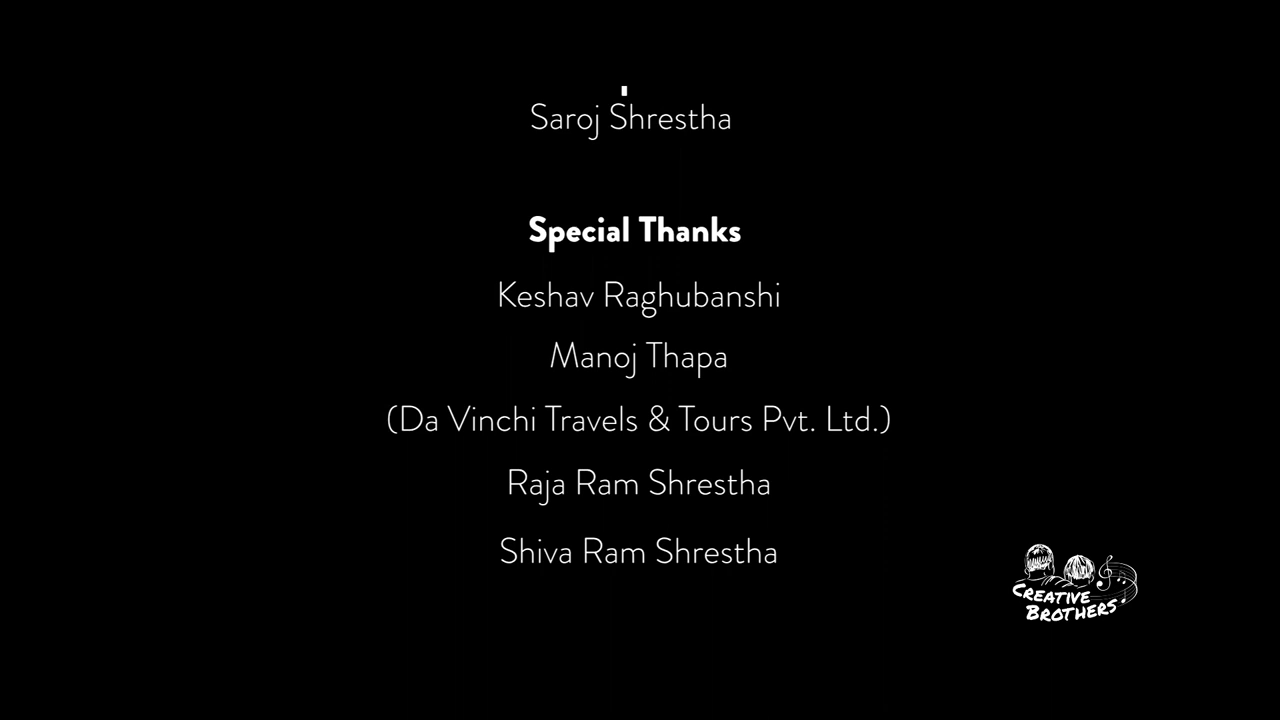 Saroj Shrestha
Special Thanks
Keshav Raghubanshi
Manoj Thapa
(Da Vinchi Travels & Tours Pvt. Ltd.)
Raja Ram Shrestha
Shiva Ram Shrestha
CREATIVE
BROTHERS